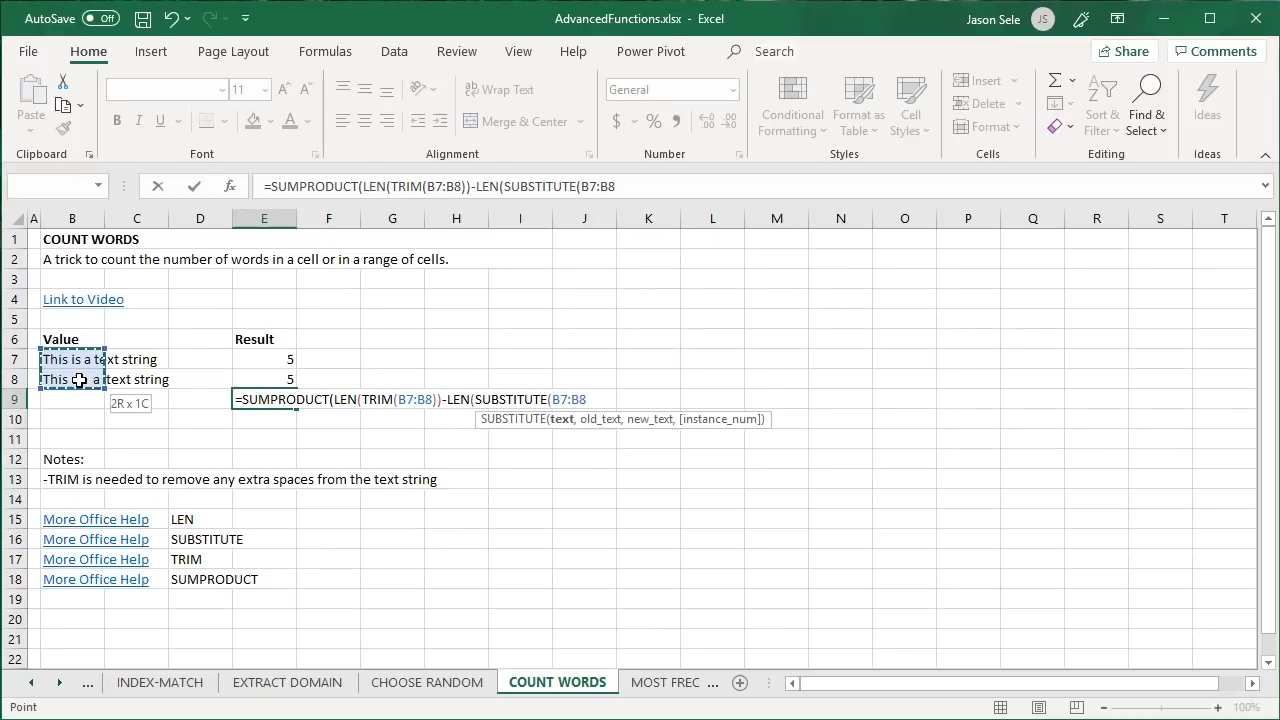 AutoSave Off AdvancedFunctions.xlsx - Excel Jason Sele JS
File Home Insert Page Layout Formulas Data Review View Help Power Pivot Search Share Comments
Paste 11 Wrap Text General Conditional Formatting Format as Table Cell Styles Insert Sort & Filter Find & Select Ideas
B I U A Merge & Center $ % Delete
Format
Clipboard Font Alignment Number Styles Cells Editing Ideas
fx =SUMPRODUCT(LEN(TRIM(B7:B8))-LEN(SUBSTITUTE(B7:B8
A B C D E F G H I J K L M N O P Q R S T
1 COUNT WORDS
2 A trick to count the number of words in a cell or in a range of cells.
3
4 Link to Video
5
6 Value Result
7 This is a text string 5
8 This a text string 5
9 =SUMPRODUCT(LEN(TRIM(B7:B8))-LEN(SUBSTITUTE(B7:B8
2R x 1C
10 SUBSTITUTE(text, old_text, new_text, [instance_num])
11
12 Notes:
13 -TRIM is needed to remove any extra spaces from the text string
14
15 More Office Help LEN
16 More Office Help SUBSTITUTE
17 More Office Help TRIM
18 More Office Help SUMPRODUCT
19
20
21
22
... INDEX-MATCH EXTRACT DOMAIN CHOOSE RANDOM COUNT WORDS MOST FREC ...
Point 100%